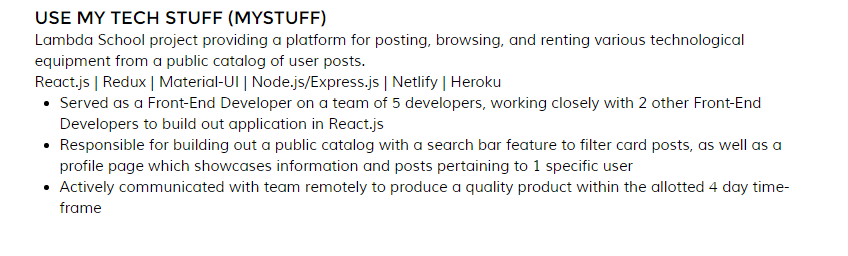 USE MY TECH STUFF (MYSTUFF)
Lambda School project providing a platform for posting, browsing, and renting various technological
equipment from a public catalog of user posts.
React.js | Redux | Material-UI | Node.js/Express.js | Netlify | Heroku
• Served as a Front-End Developer on a team of 5 developers, working closely with 2 other Front-End
Developers to build out application in React.js
• Responsible for building out a public catalog with a search bar feature to filter card posts, as well as a
profile page which showcases information and posts pertaining to 1 specific user
• Actively communicated with team remotely to produce a quality product within the allotted 4 day time-
frame